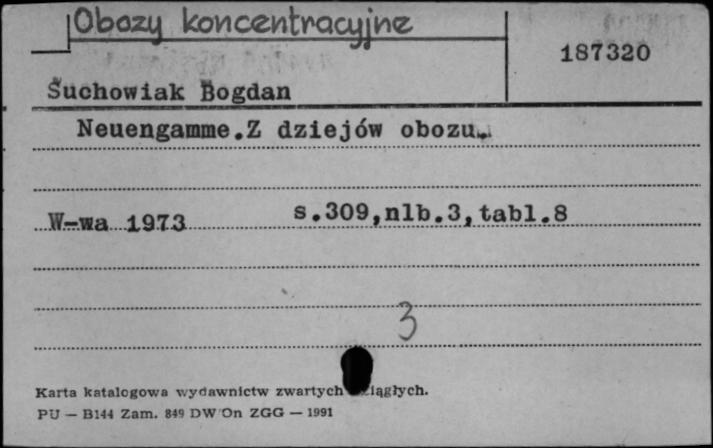 Obozy koncentracyjne
187320
Suchowiak Bogdan
Neuengamme.Z dziejów obozu.
W-wa 1973 s.309,nlb.3,tabl.8
3
Karta katalogowa wydawnictw zwartych
PU — B144 Zam. 849 DW On ZGG — 1991